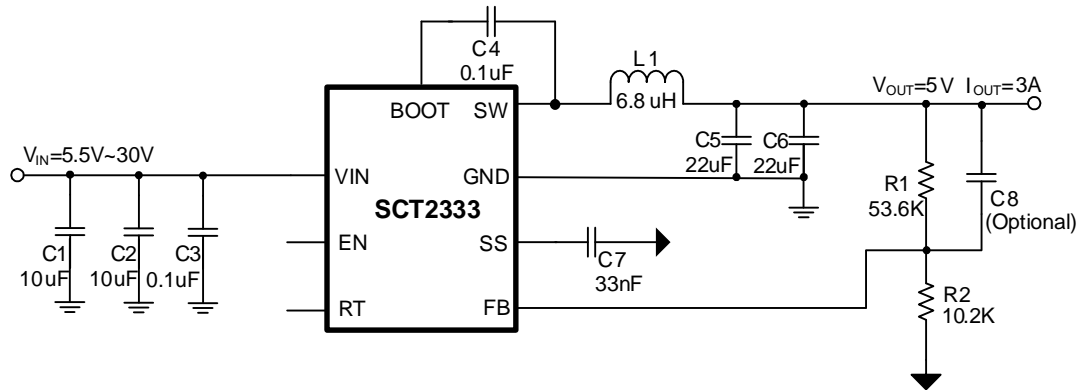 C4
0.1uF
L1
6.8 uH
VOUT=5V IOUT=3A
BOOT
SW
C5
22uF
C6
22uF
VIN=5.5V~30V
VIN
GND
SCT2333
R1
53.6K
C8
(Optional)
C1
10uF
C2
10uF
C3
0.1uF
EN
SS
C7
33nF
RT
FB
R2
10.2K